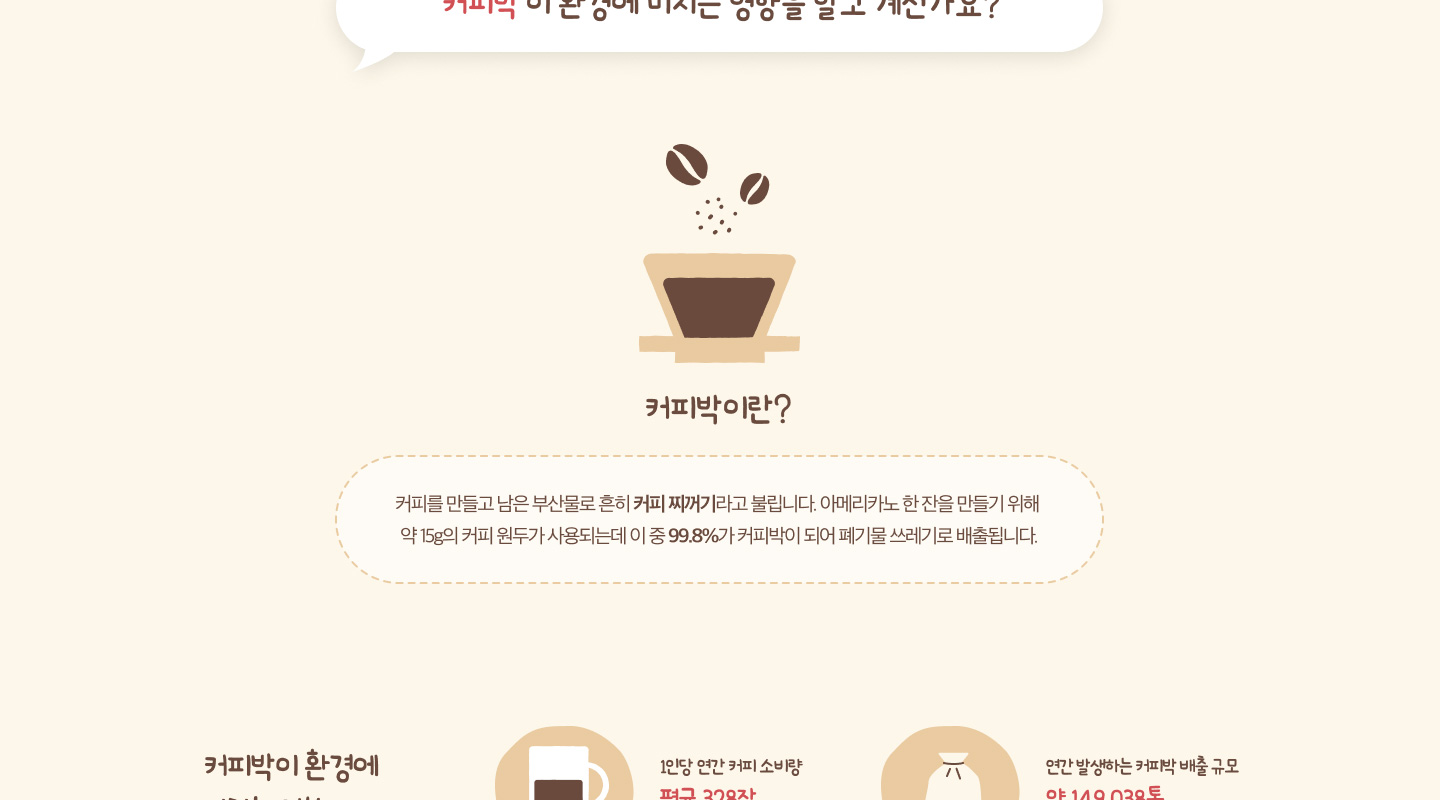 커피박이 환경에 미치는 영향을 알고 계신가요?
커피박이란?
커피를 만들고 남은 부산물로 흔히 커피 찌꺼기라고 불립니다. 아메리카노 한 잔을 만들기 위해
약 15g의 커피 원두가 사용되는데 이 중 99.8%가 커피박이 되어 폐기물 쓰레기로 배출됩니다.
커피박이 환경에
1인당 연간 커피 소비량
평균 328잔
연간 발생하는 커피박 배출 규모
약 149,038톤